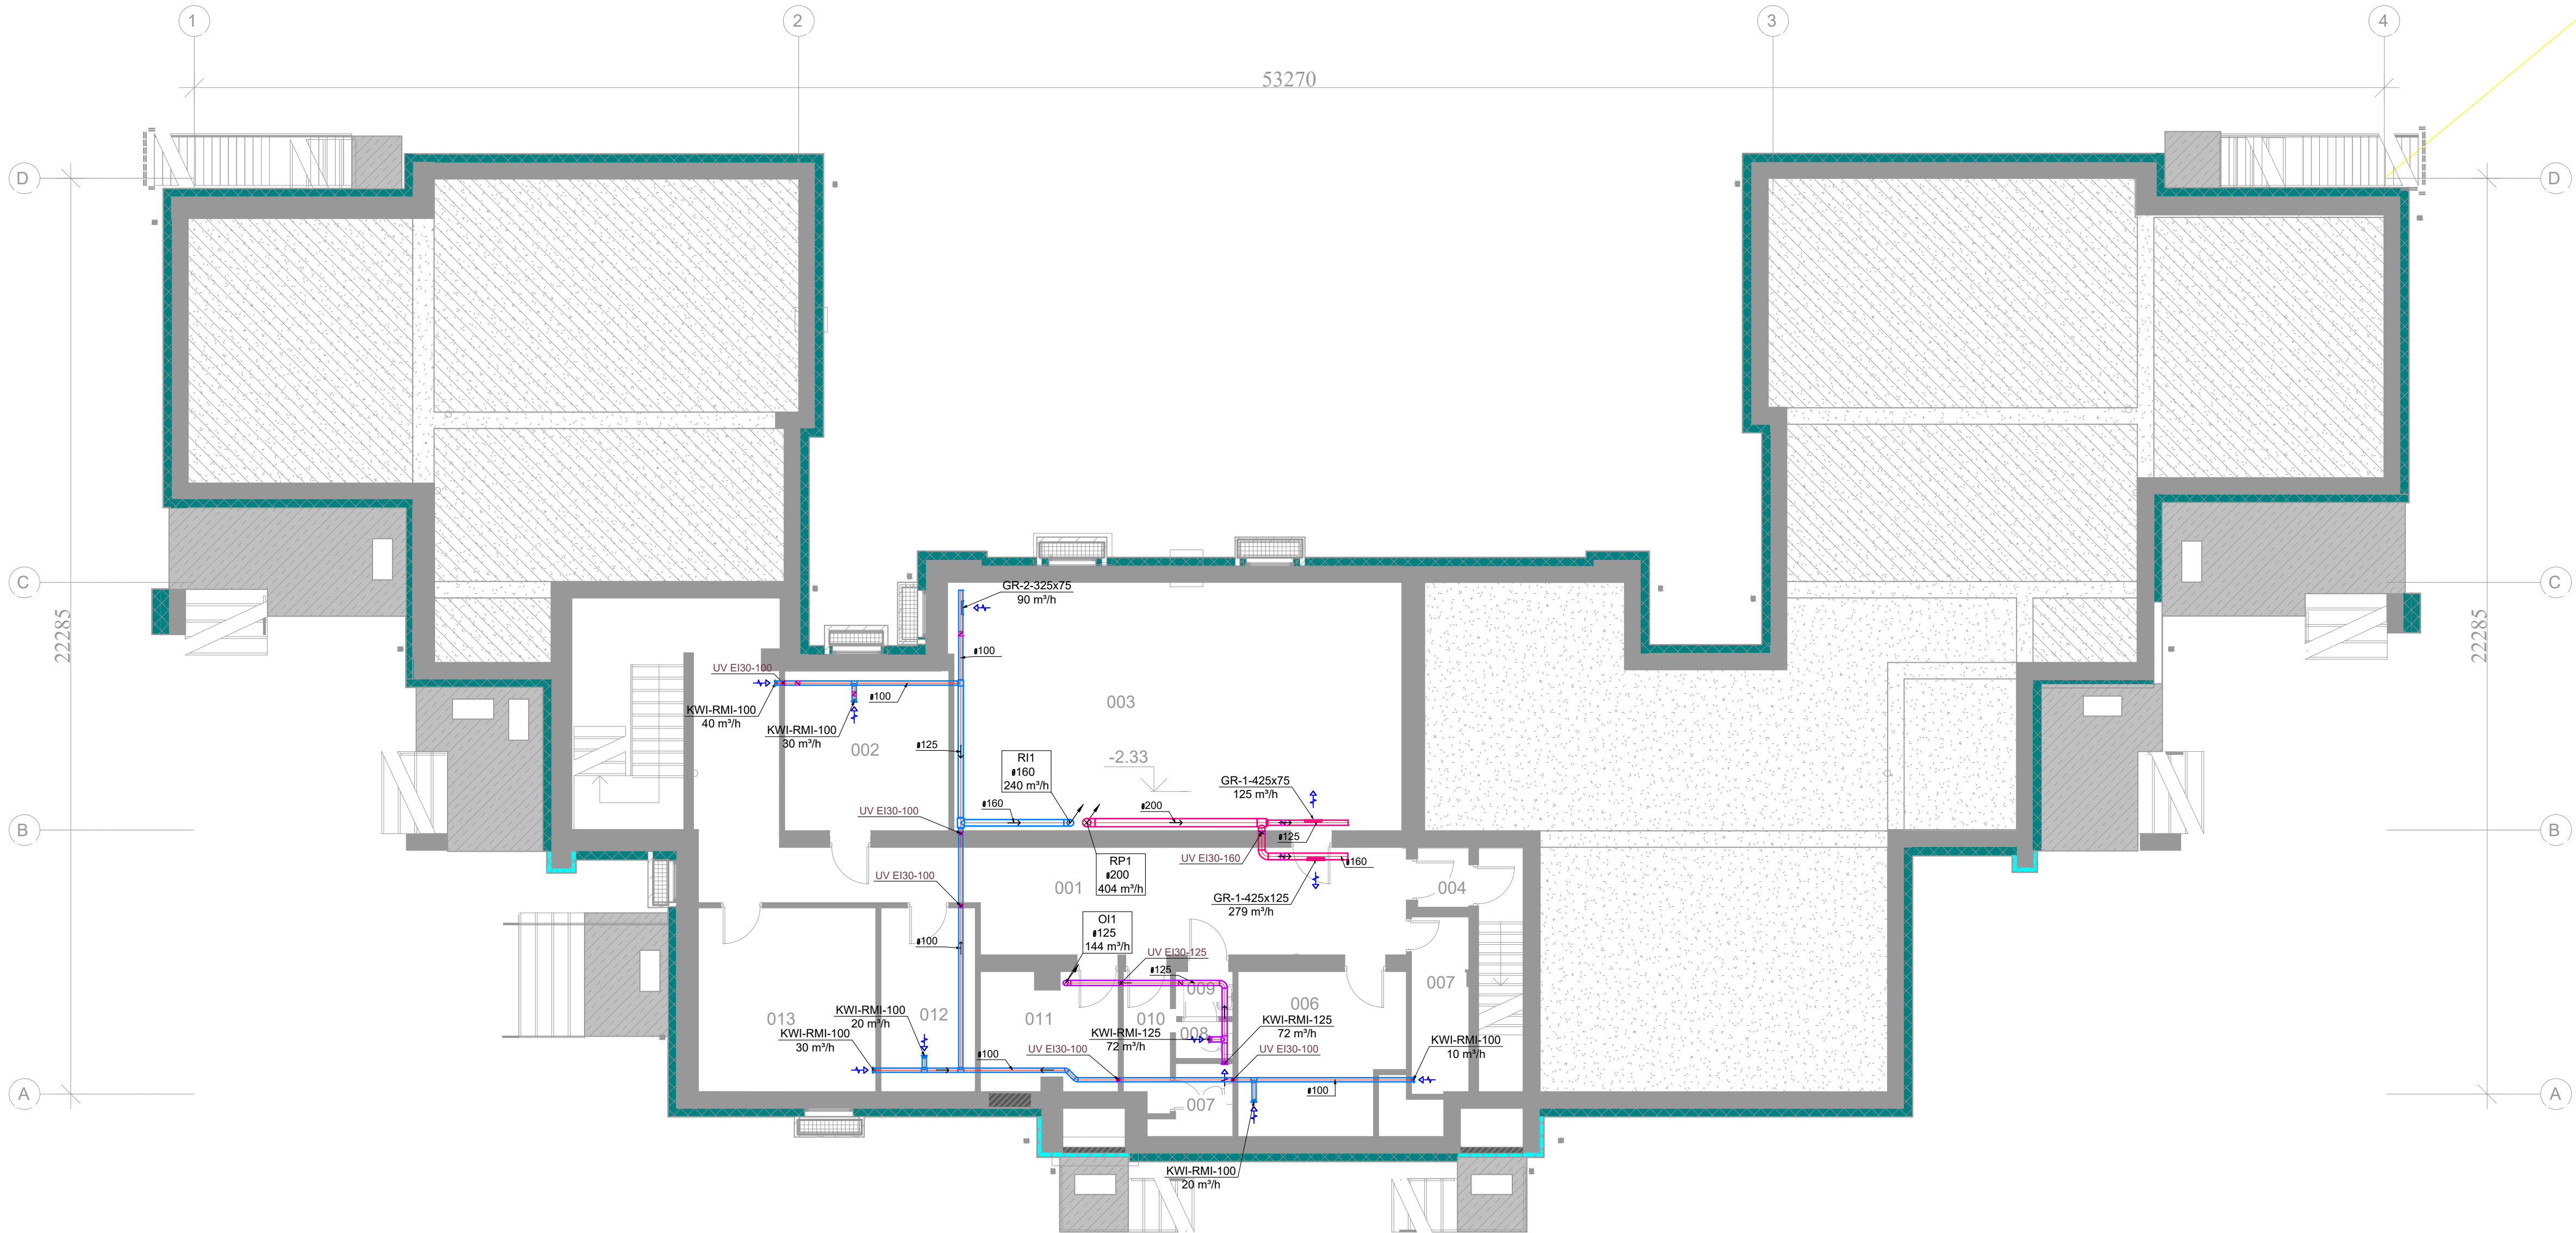 1
2
3
4
53270
D
D
C
C
22285
22285
GR-2-325x75
90 m³/h
ø100
UV EI30-100
KWI-RMI-100
40 m³/h
ø100
KWI-RMI-100
30 m³/h
002
003
ø125
-2.33
RI1
ø160
240 m³/h
GR-1-425x75
125 m³/h
ø160
ø200
UV EI30-100
B
B
ø125
UV EI30-160
ø160
RP1
ø200
404 m³/h
001
004
UV EI30-100
GR-1-425x125
279 m³/h
OI1
ø125
144 m³/h
ø100
UV EI30-125
ø125
007
009
006
013
KWI-RMI-100
20 m³/h
012
011
010
008
KWI-RMI-125
72 m³/h
KWI-RMI-125
72 m³/h
KWI-RMI-100
30 m³/h
UV EI30-100
UV EI30-100
KWI-RMI-100
10 m³/h
ø100
ø100
A
A
007
KWI-RMI-100
20 m³/h